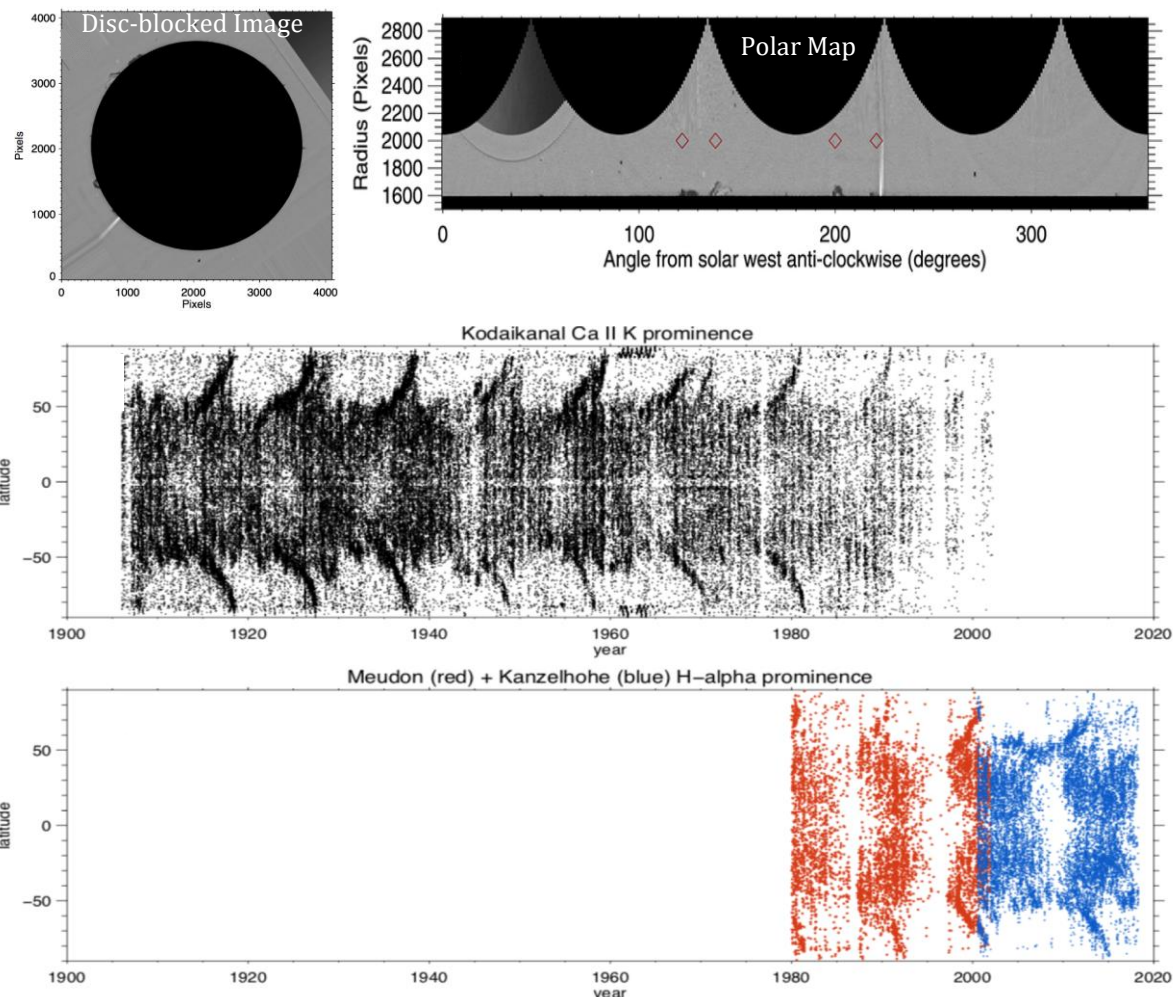 Disc-blocked Image
4000
3000
2000
1000
0
Pixels
0 1000 2000 3000 4000
Pixels
Polar Map
2800
2600
2400
2200
2000
1800
1600
Radius (Pixels)
0 100 200 300
Angle from solar west anti-clockwise (degrees)
Kodaikanal Ca II K prominence
50
0
−50
latitude
1900 1920 1940 1960 1980 2000 2020
year
Meudon (red) + Kanzelhohe (blue) H−alpha prominence
50
0
−50
latitude
1900 1920 1940 1960 1980 2000 2020
year